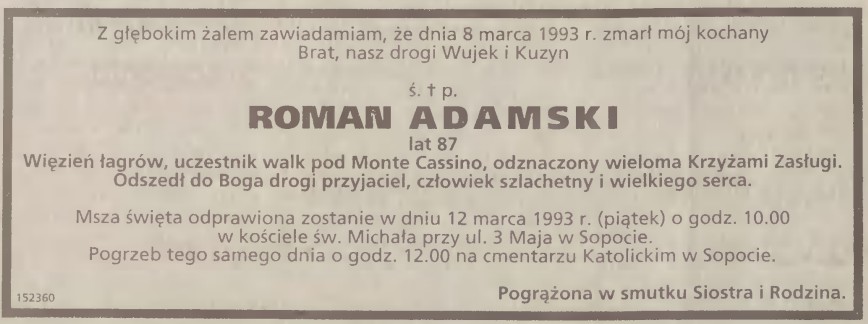 Z głębokim żalem zawiadamiam, że dnia 8 marca 1993 r. zmarł mój kochany
Brat, nasz drogi Wujek i Kuzyn
ś. † p.
ROMAN ADAMSKI
lat 87
Więzień łagrów, uczestnik walk pod Monte Cassino, odznaczony wieloma Krzyżami Zasługi.
Odszedł do Boga drogi przyjaciel, człowiek szlachetny i wielkiego serca.
Msza święta odprawiona zostanie w dniu 12 marca 1993 r. (piątek) o godz. 10.00
w kościele św. Michała przy ul. 3 Maja w Sopocie.
Pogrzeb tego samego dnia o godz. 12.00 na cmentarzu Katolickim w Sopocie.
152360
Pogrążona w smutku Siostra i Rodzina.